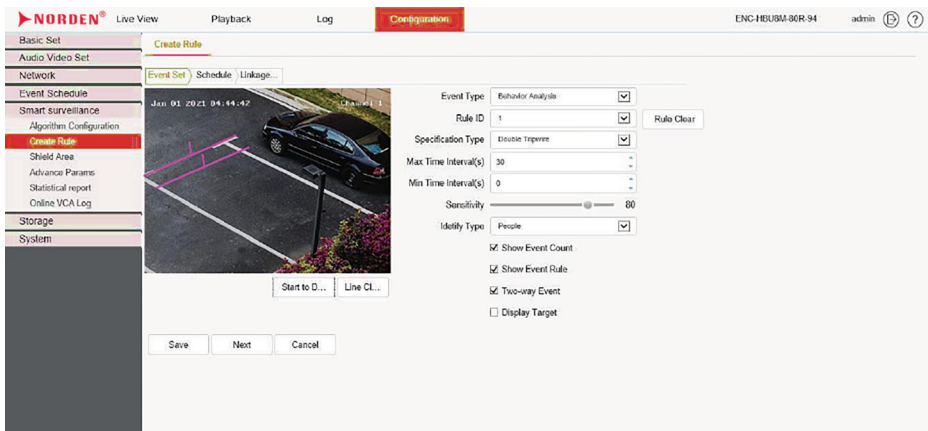 NORDEN®
Live View
Playback
Log
Configuration
ENC-HBU8M-80R-94
admin
?
Basic Set
Audio Video Set
Network
Event Schedule
Smart surveillance
Algorithm Configuration
Create Rule
Shield Area
Advance Params
Statistical report
Online VCA Log
Storage
System
Create Rule
Event Set
Schedule
Linkage...
Jan 01 2021 04:44:42
Channel 1
Start to D...
Line Cl...
Event Type
Behavior Analysis
Rule ID
1
Rule Clear
Specification Type
Double Tripwire
Max Time Interval(s)
30
Min Time Interval(s)
0
Sensitivity
80
Idetify Type
People
Show Event Count
Show Event Rule
Two-way Event
Display Target
Save
Next
Cancel